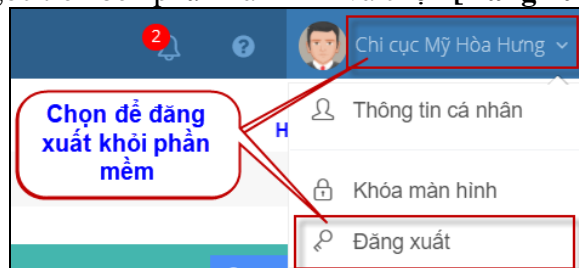 2
Chi cục Mỹ Hòa Hưng
Chọn để đăng
xuất khỏi phần
mềm
H
Thông tin cá nhân
Khóa màn hình
Đăng xuất